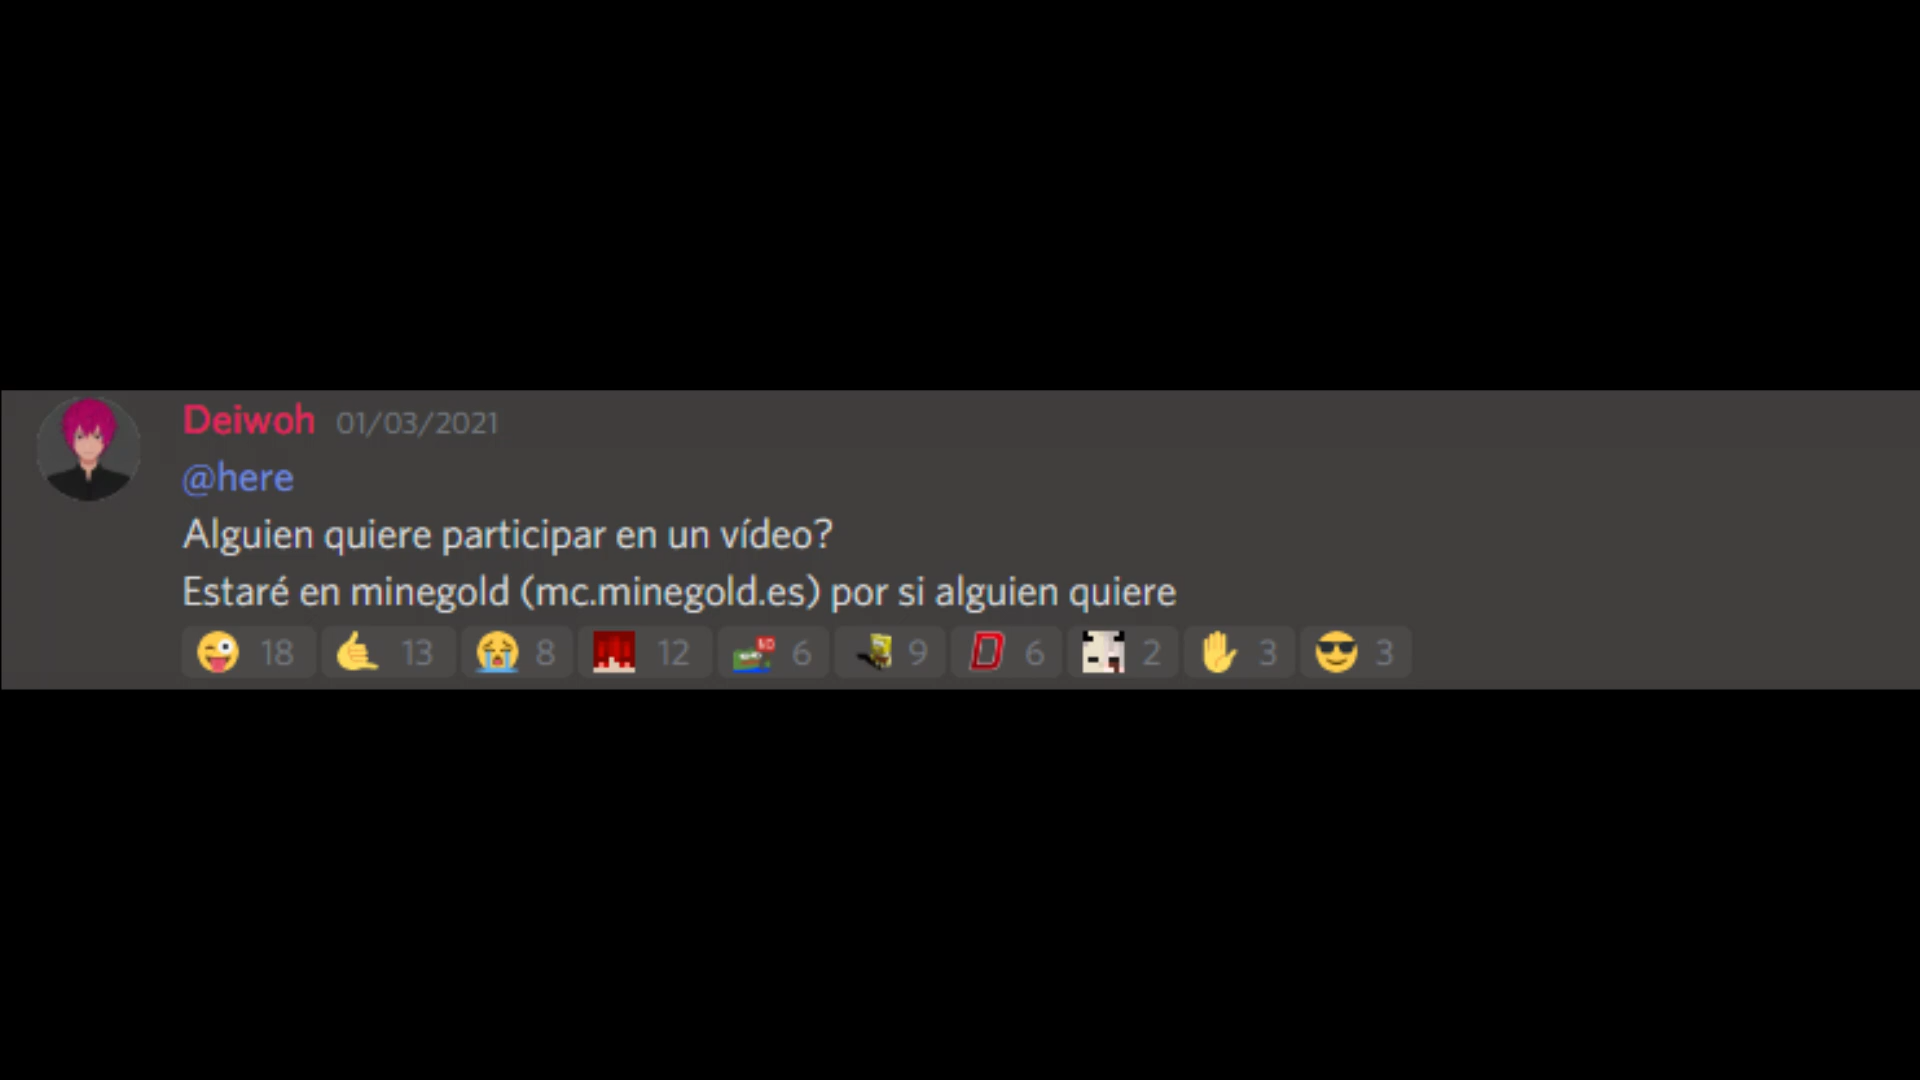 Deiwoh 01/03/2021
@here
Alguien quiere participar en un vídeo?
Estaré en minegold (mc.minegold.es) por si alguien quiere
18 13 8 12 6 9 D 6 2 3 3